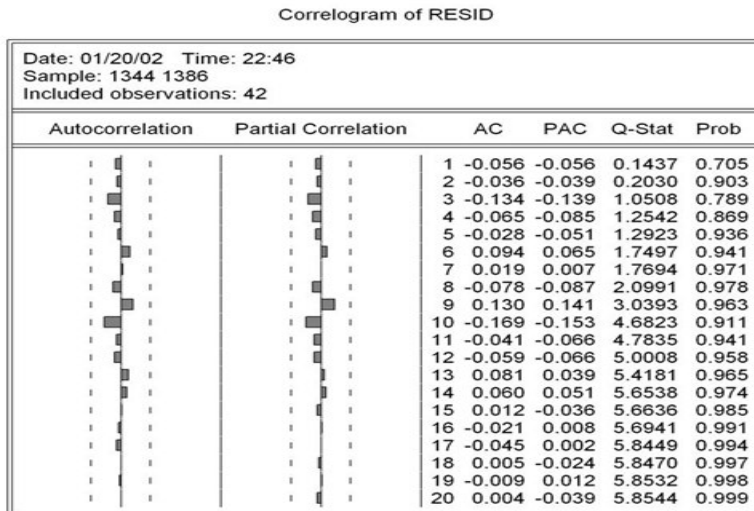 Correlogram of RESID
Date: 01/20/02 Time: 22:46
Sample: 1344 1386
Included observations: 42
Autocorrelation Partial Correlation AC PAC Q-Stat Prob
1 -0.056 -0.056 0.1437 0.705
2 -0.036 -0.039 0.2030 0.903
3 -0.134 -0.139 1.0508 0.789
4 -0.065 -0.085 1.2542 0.869
5 -0.028 -0.051 1.2923 0.936
6 0.094 0.065 1.7497 0.941
7 0.019 0.007 1.7694 0.971
8 -0.078 -0.087 2.0991 0.978
9 0.130 0.141 3.0393 0.963
10 -0.169 -0.153 4.6823 0.911
11 -0.041 -0.066 4.7835 0.941
12 -0.059 -0.066 5.0008 0.958
13 0.081 0.039 5.4181 0.965
14 0.060 0.051 5.6538 0.974
15 0.012 -0.036 5.6636 0.985
16 -0.021 0.008 5.6941 0.991
17 -0.045 0.002 5.8449 0.994
18 0.005 -0.024 5.8470 0.997
19 -0.009 0.012 5.8532 0.998
20 0.004 -0.039 5.8544 0.999